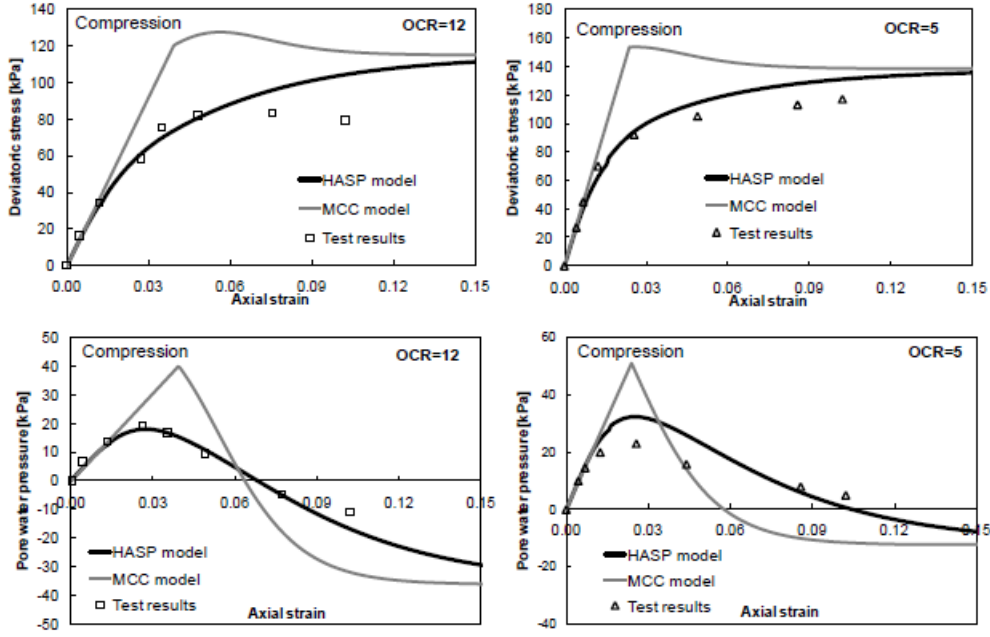 140
120
100
80
60
40
20
0
Deviatoric stress [kPa]
Compression
OCR=12
HASP model
MCC model
Test results
0.00 0.03 0.06 0.09 0.12 0.15
Axial strain
180
160
140
120
100
80
60
40
20
0
Deviatoric stress [kPa]
Compression
OCR=5
HASP model
MCC model
Test results
0.00 0.03 0.06 0.09 0.12 0.15
Axial strain
50
40
30
20
10
0
-10
-20
-30
-40
-50
Pore water pressure [kPa]
Compression
OCR=12
0.00 0.03 0.06 0.09 0.12 0.15
HASP model
MCC model
Test results
Axial strain
60
40
20
0
-20
-40
Pore water pressure [kPa]
Compression
OCR=5
0.00 0.03 0.06 0.09 0.12 0.15
HASP model
MCC model
Test results
Axial strain